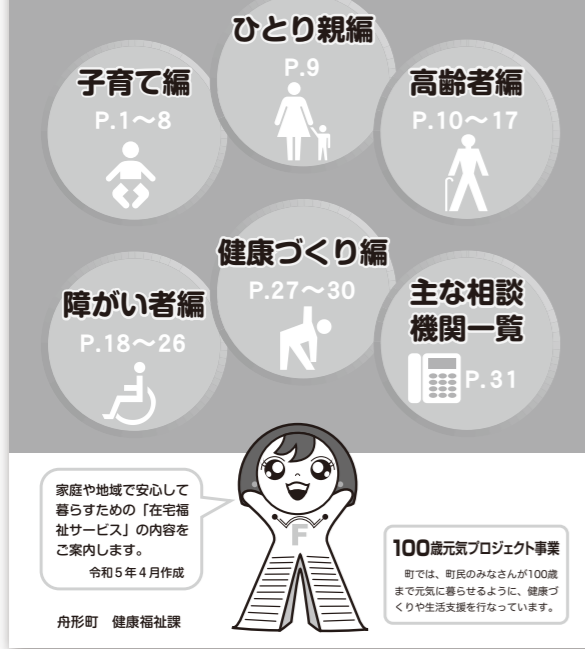 ひとり親編
P.9
子育て編
P.1〜8
高齢者編
P.10〜17
健康づくり編
P.27〜30
障がい者編
P.18〜26
主な相談
機関一覧
P.31
家庭や地域で安心して
暮らすための「在宅福
祉サービス」の内容を
ご案内します。
令和5年4月作成
舟形町 健康福祉課
F
100歳元気プロジェクト事業
町では、町民のみなさんが100歳
まで元気に暮らせるように、健康づ
くりや生活支援を行なっています。